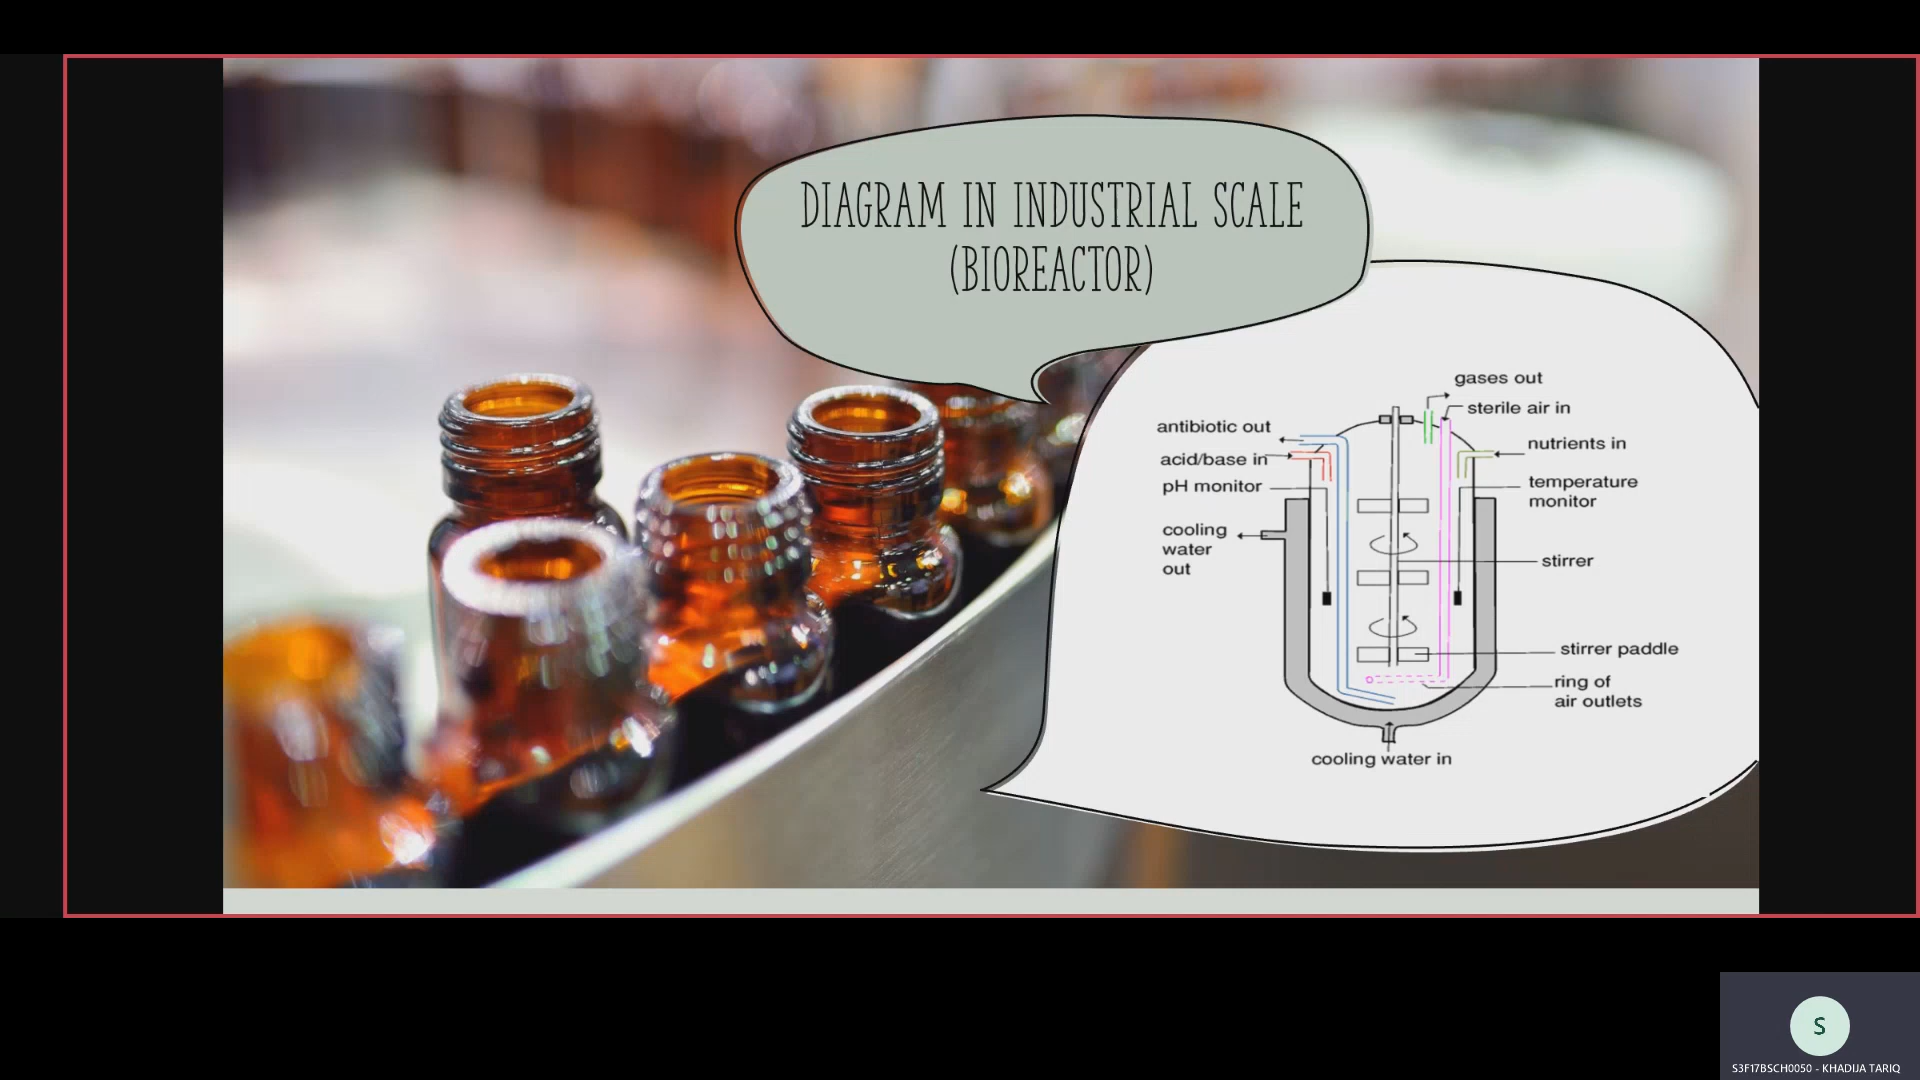 DIAGRAM IN INDUSTRIAL SCALE
(BIOREACTOR)
gases out
sterile air in
antibiotic out
nutrients in
acid/base in
pH monitor
temperature
monitor
cooling
water
out
stirrer
stirrer paddle
ring of
air outlets
cooling water in
S
S3F17BSCH0050 - KHADIJA TARIQ